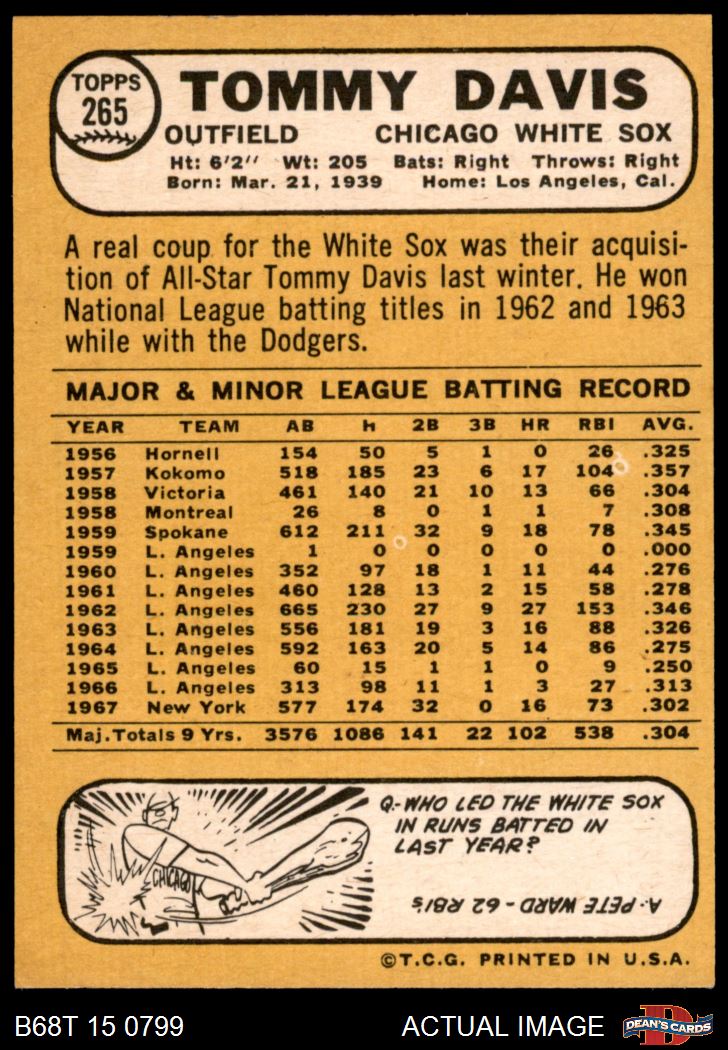 TOPPS
265
TOMMY DAVIS
OUTFIELD CHICAGO WHITE SOX
Ht: 6'2" Wt: 205 Bats: Right Throws: Right
Born: Mar. 21, 1939 Home: Los Angeles, Cal.
A real coup for the White Sox was their acquisi-
tion of All-Star Tommy Davis last winter. He won
National League batting titles in 1962 and 1963
while with the Dodgers.
MAJOR & MINOR LEAGUE BATTING RECORD
YEAR TEAM AB h 2B 3B HR RBI AVG.
1956 Hornell 154 50 5 1 0 26 .325
1957 Kokomo 518 185 23 6 17 104 .357
1958 Victoria 461 140 21 10 13 66 .304
1958 Montreal 26 8 0 1 1 7 .308
1959 Spokane 612 211 32 9 18 78 .345
1959 L. Angeles 1 0 0 0 0 0 .000
1960 L. Angeles 352 97 18 1 11 44 .276
1961 L. Angeles 460 128 13 2 15 58 .278
1962 L. Angeles 665 230 27 9 27 153 .346
1963 L. Angeles 556 181 19 3 16 88 .326
1964 L. Angeles 592 163 20 5 14 86 .275
1965 L. Angeles 60 15 1 1 0 9 .250
1966 L. Angeles 313 98 11 1 3 27 .313
1967 New York 577 174 32 0 16 73 .302
Maj. Totals 9 Yrs. 3576 1086 141 22 102 538 .304
CHICAGO
Q.-WHO LED THE WHITE SOX
IN RUNS BATTED IN
LAST YEAR?
A.-PETE WARD-62 RBI's
©T.C.G. PRINTED IN U.S.A.
B68T 15 0799 ACTUAL IMAGE
D
DEAN'S CARDS